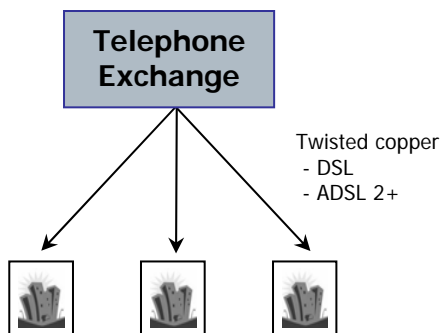 Telephone
Exchange
Twisted copper
- DSL
- ADSL 2+